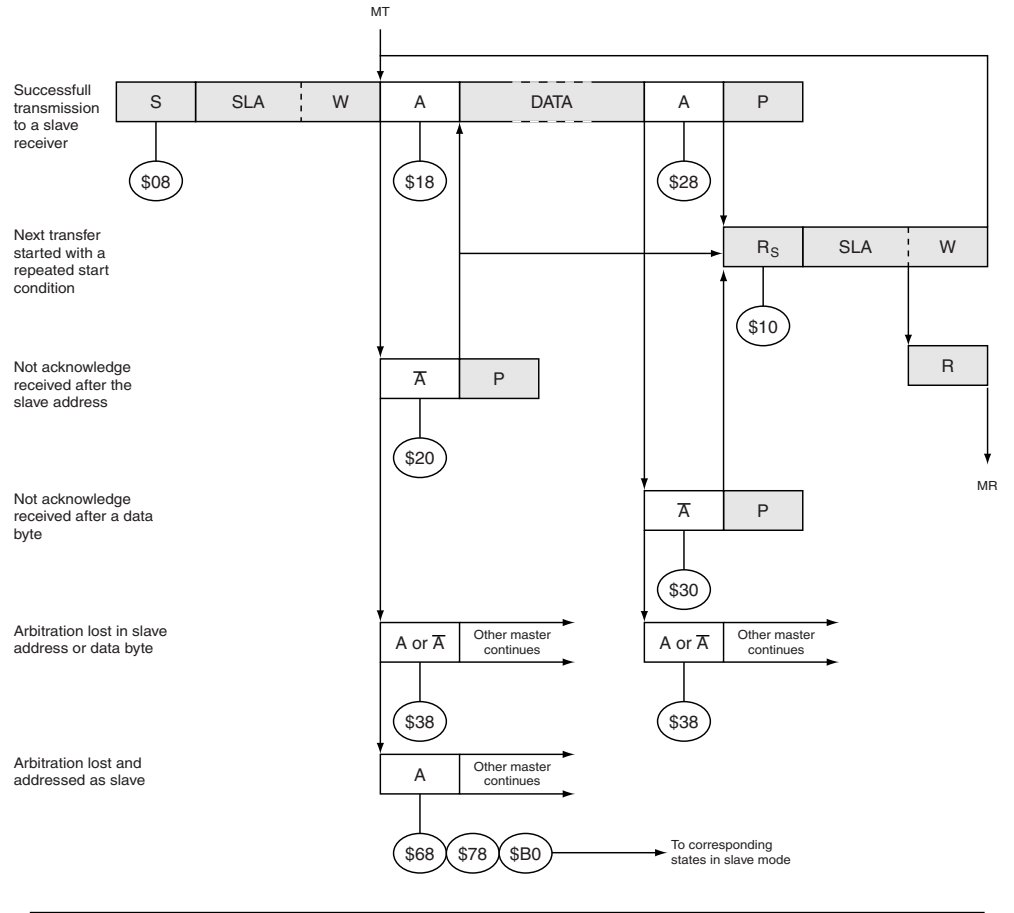 MT
Successfull
transmission
to a slave
receiver
S
SLA
W
A
DATA
A
P
$08
$18
$28
Next transfer
started with a
repeated start
condition
RS
SLA
W
$10
Not acknowledge
received after the
slave address
A̅
P
R
$20
MR
Not acknowledge
received after a data
byte
A̅
P
$30
Arbitration lost in slave
address or data byte
A or A̅
Other master
continues
A or A̅
Other master
continues
$38
$38
Arbitration lost and
addressed as slave
A
Other master
continues
$68
$78
$B0
To corresponding
states in slave mode